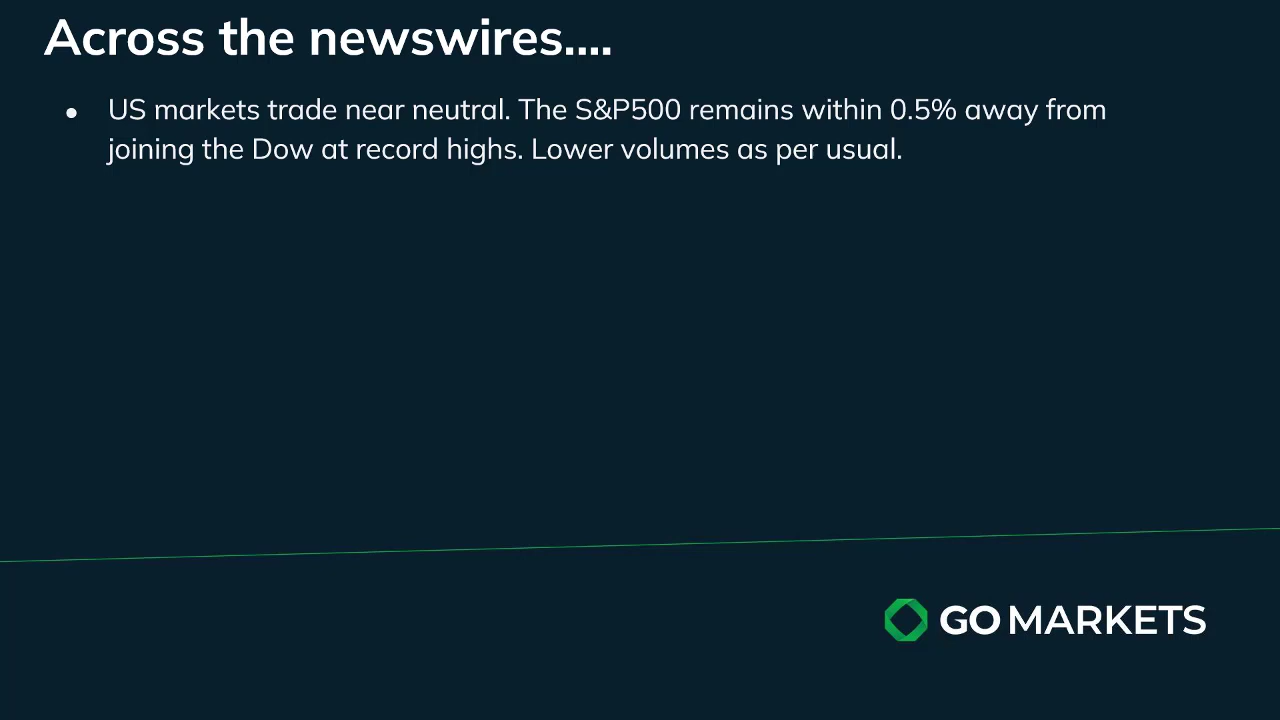 Across the newswires....
● US markets trade near neutral. The S&P500 remains within 0.5% away from
joining the Dow at record highs. Lower volumes as per usual.
GO MARKETS